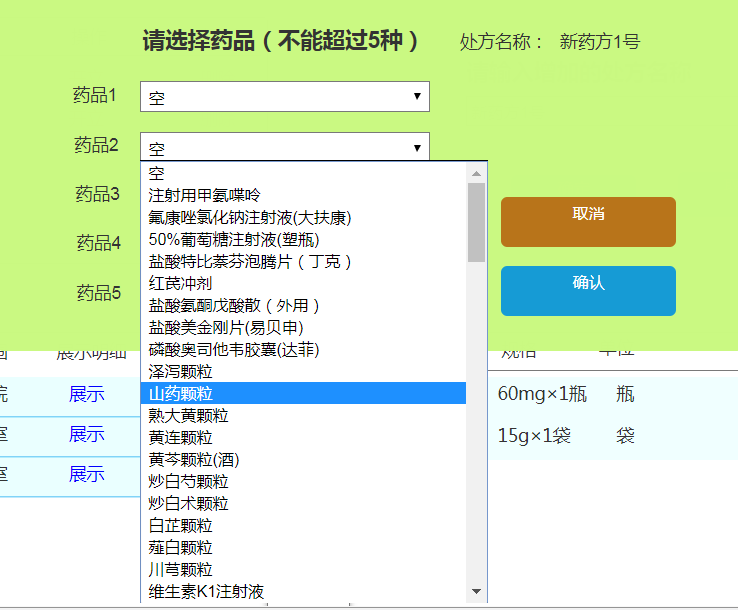 请选择药品（不能超过5种）
处方名称： 新药方1号
药品1
空
药品2
空
药品3
药品4
药品5
空
注射用甲氨喋呤
氟康唑氯化钠注射液(大扶康)
50%葡萄糖注射液(塑瓶)
盐酸特比萘芬泡腾片（丁克）
红芪冲剂
盐酸氨酮戊酸散（外用）
盐酸美金刚片(易贝申)
磷酸奥司他韦胶囊(达菲)
泽泻颗粒
山药颗粒
熟大黄颗粒
黄连颗粒
黄芩颗粒(酒)
炒白芍颗粒
炒白术颗粒
白芷颗粒
薤白颗粒
川芎颗粒
维生素K1注射液
取消
确认
展示明细
规格
单位
院
展示
60mg×1瓶
瓶
室
展示
15g×1袋
袋
室
展示